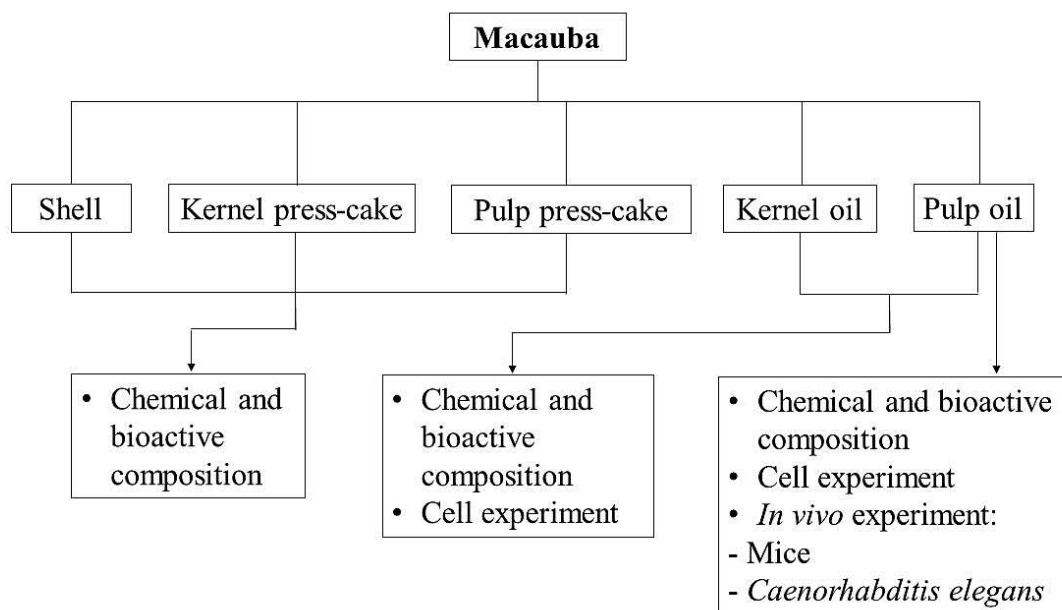 Macauba
Shell
Kernel press-cake
Pulp press-cake
Kernel oil
Pulp oil
• Chemical and
bioactive
composition
• Chemical and
bioactive
composition
• Cell experiment
• Chemical and bioactive
composition
• Cell experiment
• In vivo experiment:
- Mice
- Caenorhabditis elegans